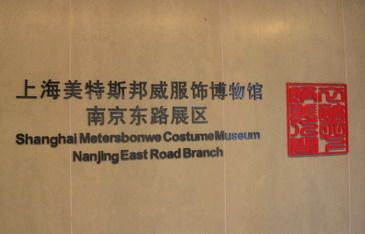 上海美特斯邦威服饰博物馆
南京东路展区
Shanghai Metersbonwe Costume Museum
Nanjing East Road Branch